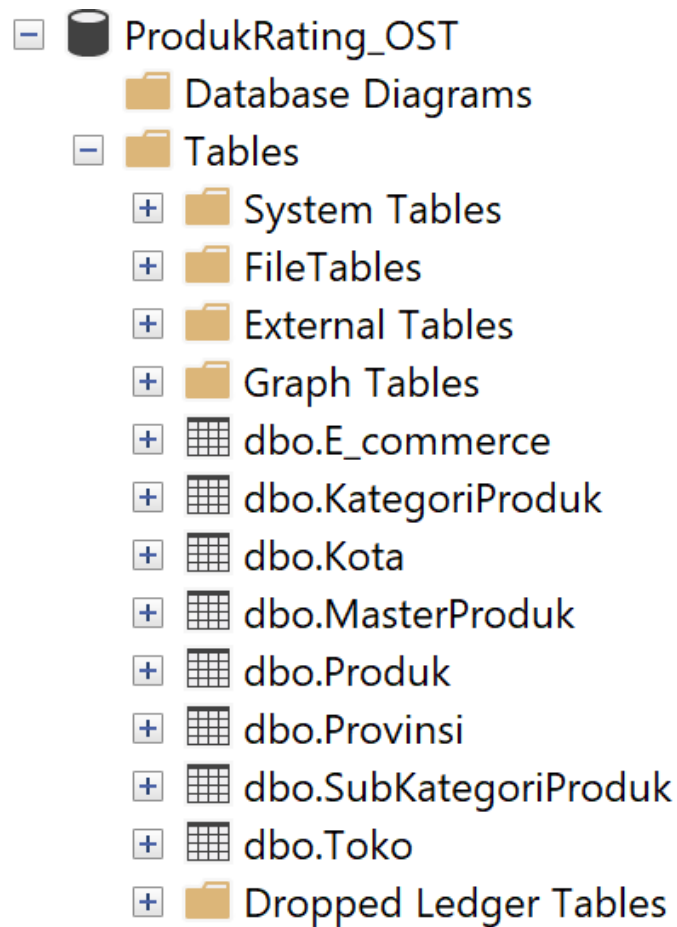 ProdukRating_OST
Database Diagrams
Tables
System Tables
FileTables
External Tables
Graph Tables
dbo.E_commerce
dbo.KategoriProduk
dbo.Kota
dbo.MasterProduk
dbo.Produk
dbo.Provinsi
dbo.SubKategoriProduk
dbo.Toko
Dropped Ledger Tables